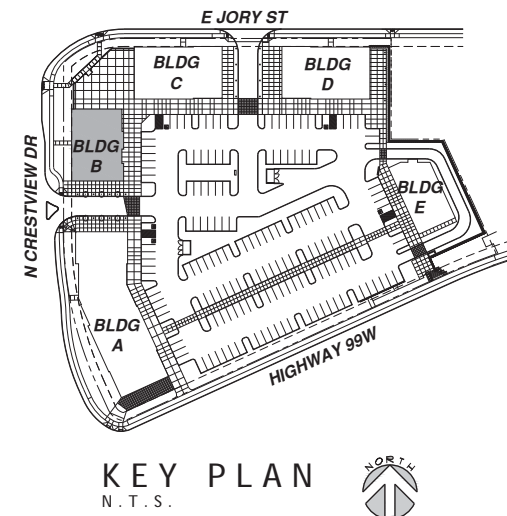 E JORY ST
BLDG
C
BLDG
D
BLDG
B
BLDG
E
N CRESTVIEW DR
BLDG
A
HIGHWAY 99W
KEY PLAN
N.T.S.
NORTH